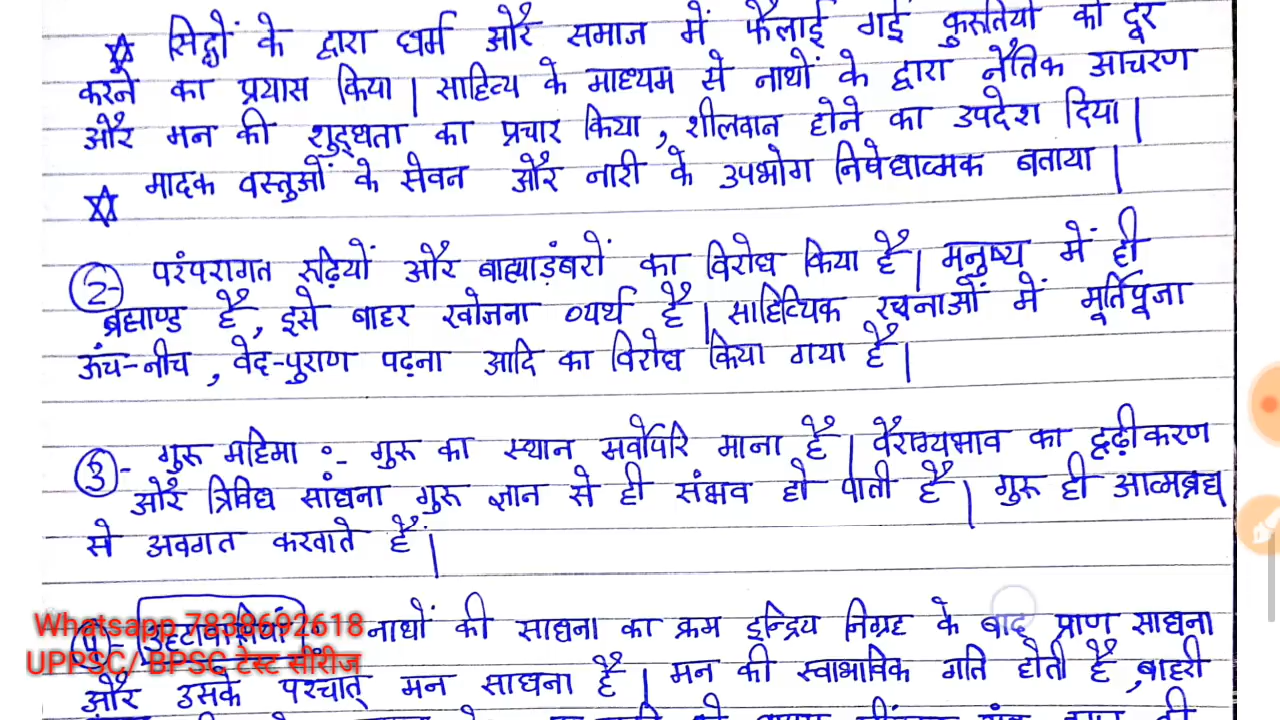 ☆ सिद्धों के द्वारा धर्म और समाज में फैलाई गई कुरूतियों को दूर
करने का प्रयास किया | साहित्य के माध्यम से नाथों के द्वारा नैतिक आचरण
और मन की शुद्धता का प्रचार किया , शीलवान होने का उपदेश दिया |
☆ मादक वस्तुओं के सेवन और नारी के उपभोग निषेधात्मक बताया |
2- परंपरागत रूढ़ियों और बाह्याडंबरों का विरोध किया है | मनुष्य में ही
ब्रह्माण्ड है , इसे बाहर खोजना व्यर्थ है | साहित्यिक रचनाओं में मूर्तिपूजा
ऊंच-नीच , वेद-पुराण पढ़ना आदि का विरोध किया गया है |
3- गुरू महिमा :- गुरू का स्थान सर्वोपरि माना है | वैराग्यभाव का दृढ़ीकरण
और त्रिविध सांधना गुरू ज्ञान से ही संभव हो पाती है | गुरू ही आत्मब्रह्म
से अवगत करवाते हैं |
Whatsapp 7838692618
4- नाथों की साधना का क्रम इन्द्रिय निग्रह के बाद प्राण साधना
UPPSC/ BPSC टेस्ट सीरीज
और उसके पश्चात् मन साधना है | मन की स्वाभाविक गति होती है , बाहरी